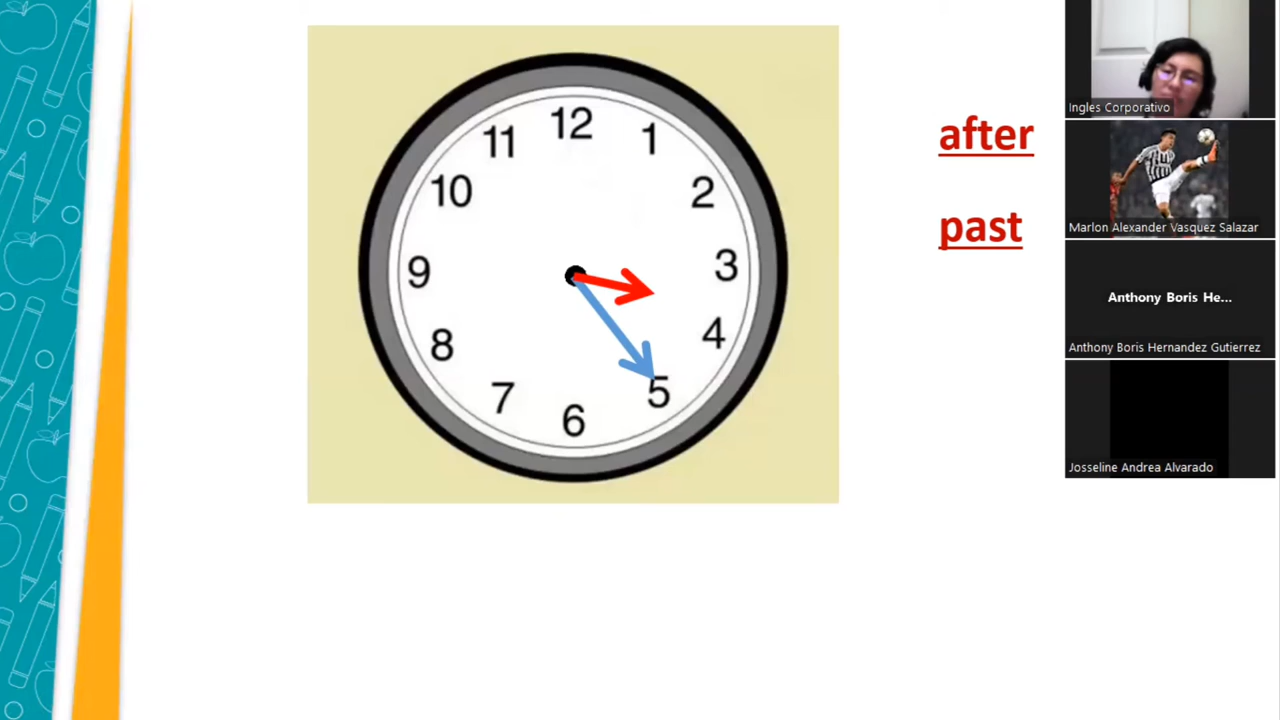 12
11
1
10
2
9
3
8
4
7
5
6
after
past
Ingles Corporativo
Marlon Alexander Vasquez Salazar
Anthony Boris He...
Anthony Boris Hernandez Gutierrez
Josseline Andrea Alvarado